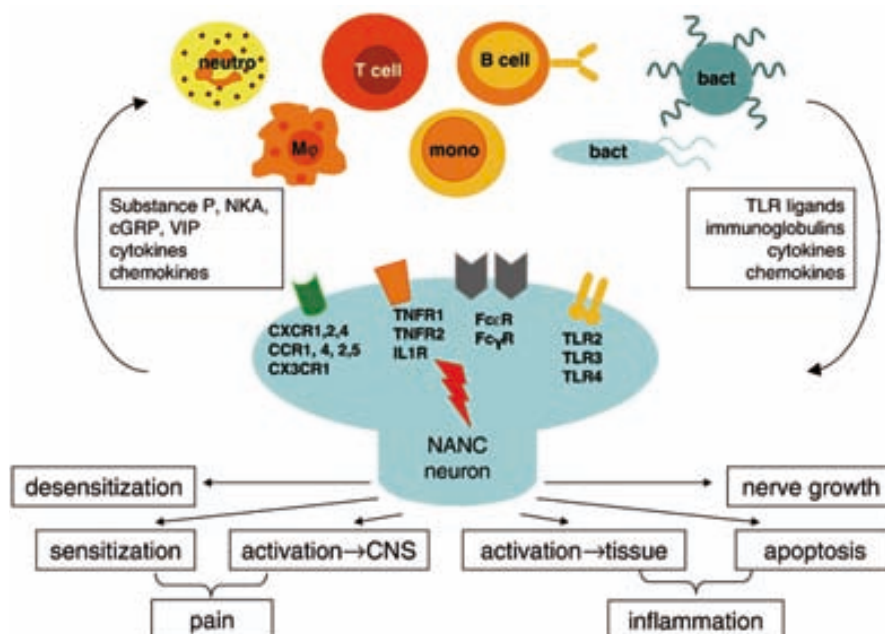 neutro
T cell
B cell
bact
Mφ
mono
bact
Substance P, NKA,
cGRP, VIP
cytokines
chemokines
TLR ligands
immunoglobulins
cytokines
chemokines
CXCR1,2,4
CCR1, 4, 2,5
CX3CR1
TNFR1
TNFR2
IL1R
FcεR
FcγR
TLR2
TLR3
TLR4
NANC
neuron
desensitization
nerve growth
sensitization
activation→CNS
activation→tissue
apoptosis
pain
inflammation